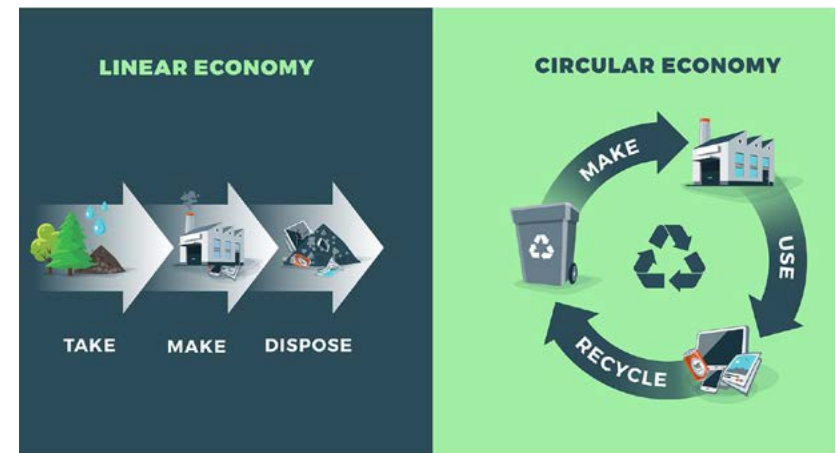 LINEAR ECONOMY
TAKE
MAKE
DISPOSE
CIRCULAR ECONOMY
MAKE
USE
RECYCLE